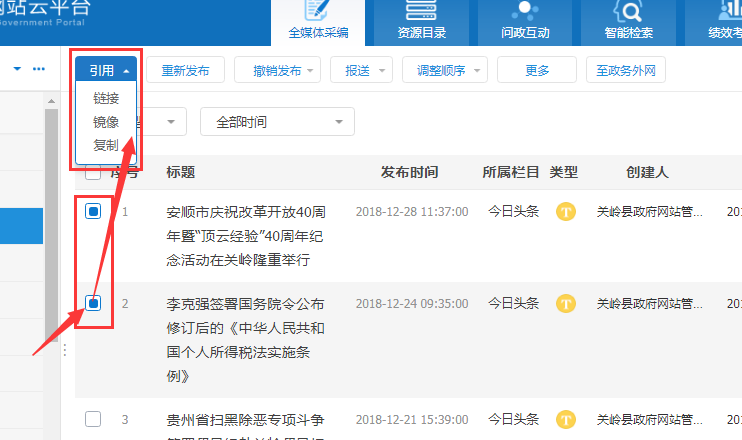 网站云平台
Government Portal
全媒体采编
资源目录
问政互动
智能检索
绩效考
引用
重新发布
撤销发布
报送
调整顺序
更多
至政务外网
链接
镜像
复制
全部时间
序号 标题 发布时间 所属栏目 类型 创建人
1 安顺市庆祝改革开放40周 2018-12-28 11:37:00 今日头条 T 关岭县政府网站管... 201
年暨“顶云经验”40周年纪
念活动在关岭隆重举行
2 李克强签署国务院令公布 2018-12-24 09:35:00 今日头条 T 关岭县政府网站管... 201
修订后的《中华人民共和
国个人所得税法实施条
例》
3 贵州省扫黑除恶专项斗争 2018-12-21 15:39:00 今日头条 T 关岭县政府网站管... 201